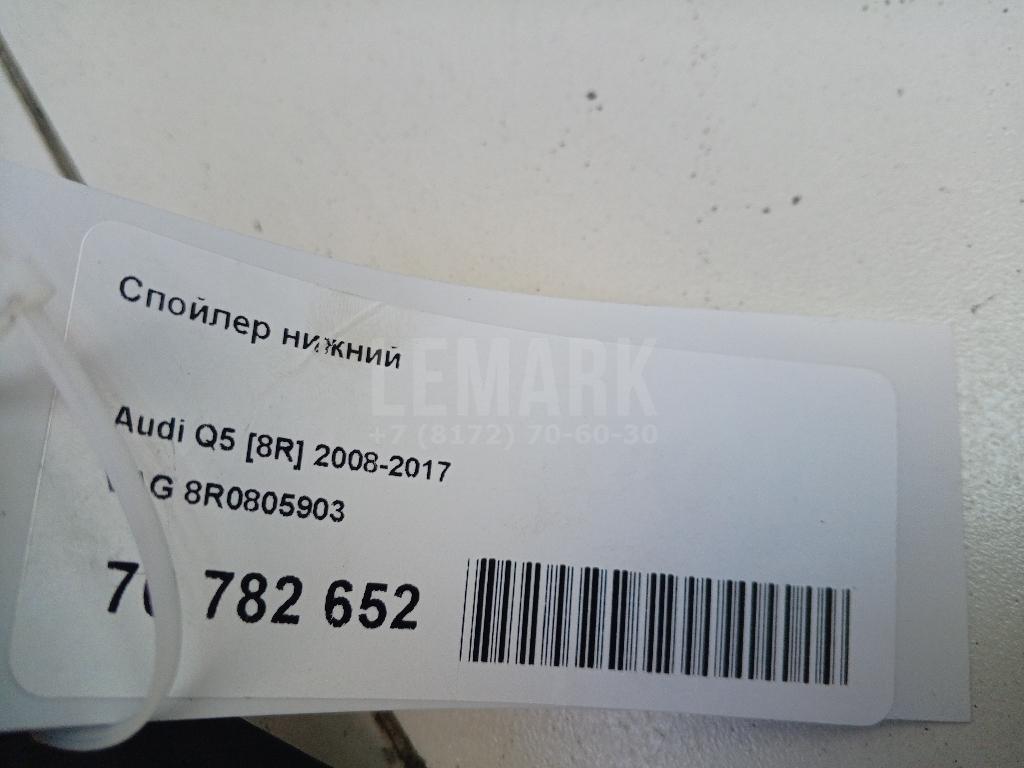 Спойлер нижний
LEMARK
Audi Q5 [8R] 2008-2017
+7 (8172) 70-60-30
8R0805903
782 652